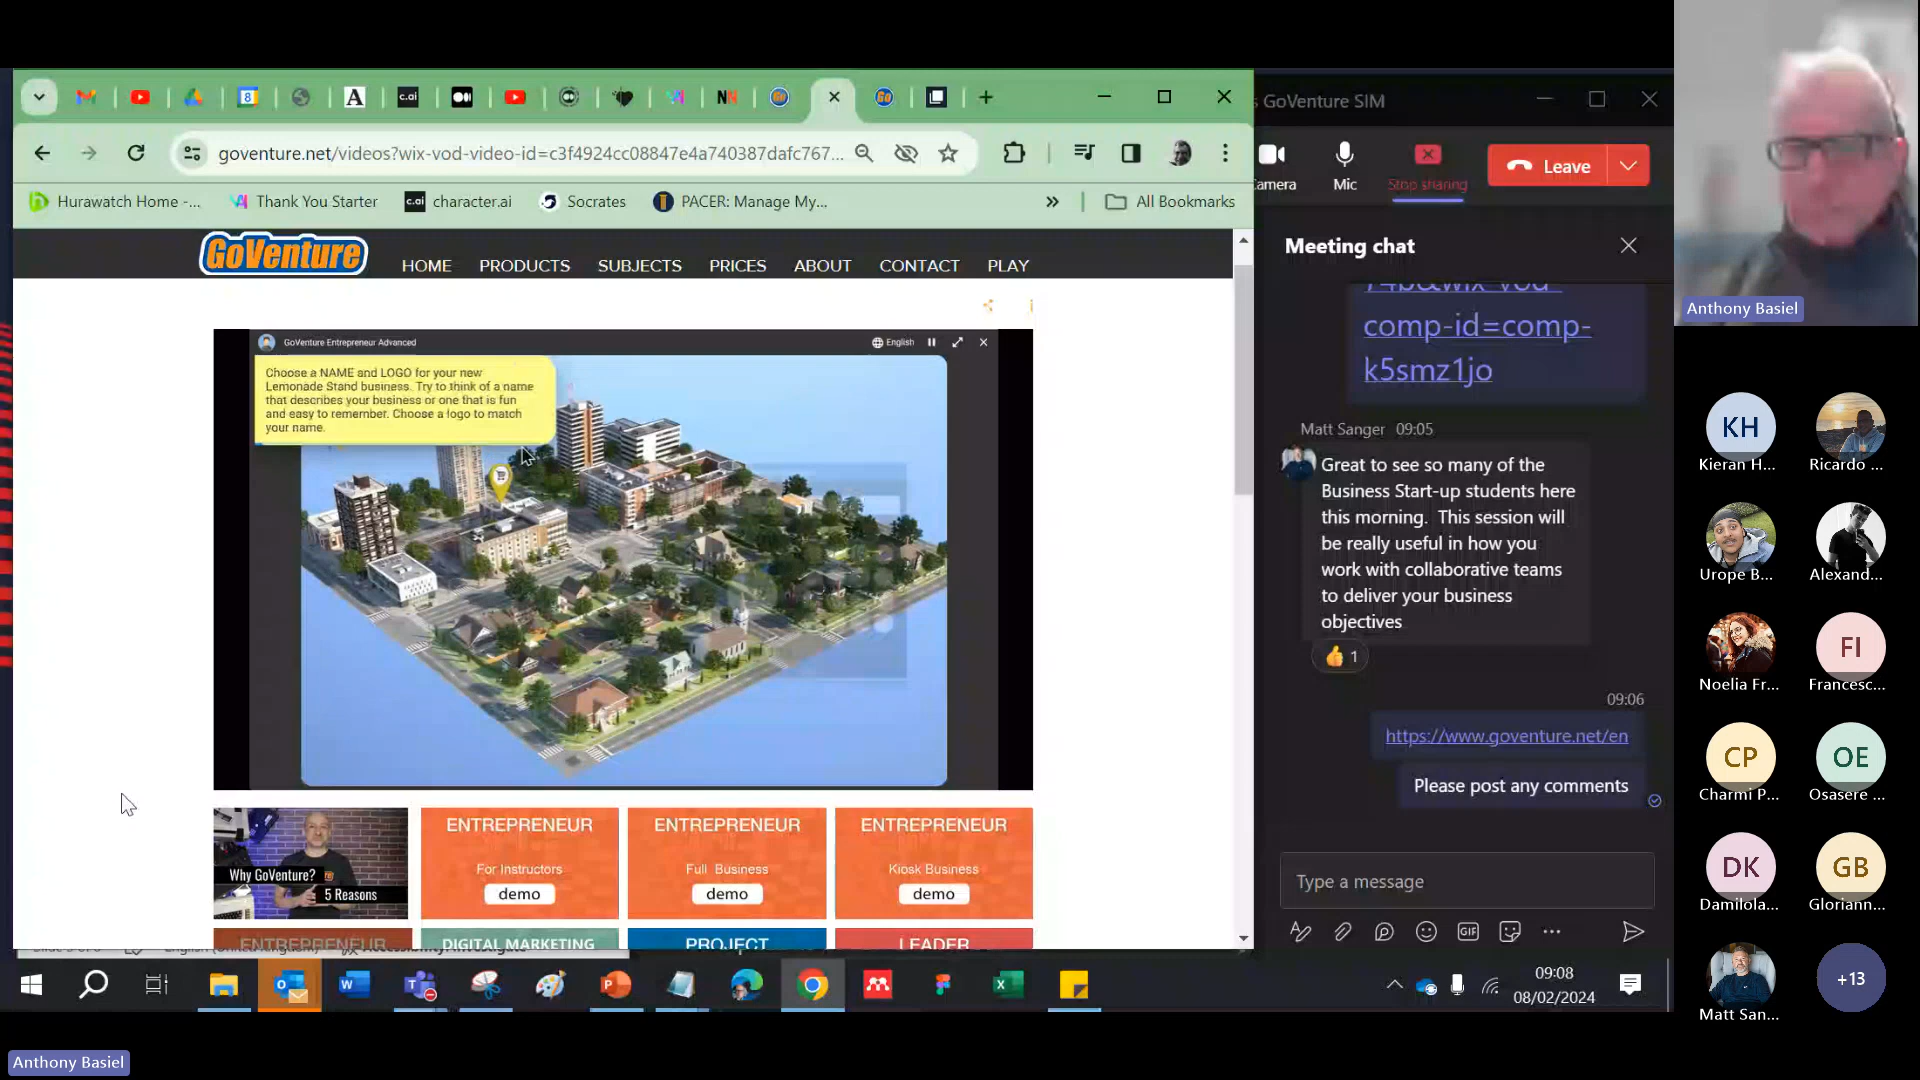 GoVenture SIM
goventure.net/videos?wix-vod-video-id=c3f4924cc08847e4a740387dafc767...
Mic
Stop sharing
Leave
Hurawatch Home -...
Thank You Starter
character.ai
Socrates
PACER: Manage My...
All Bookmarks
GoVenture
HOME
PRODUCTS
SUBJECTS
PRICES
ABOUT
CONTACT
PLAY
GoVenture Entrepreneur Advanced
English
Choose a NAME and LOGO for your new
Lemonade Stand business. Try to think of a name
that describes your business or one that is fun
and easy to remember. Choose a logo to match
your name.
Why GoVenture?
5 Reasons
ENTREPRENEUR
For Instructors
demo
ENTREPRENEUR
Full Business
demo
ENTREPRENEUR
Kiosk Business
demo
ENTREPRENEUR
DIGITAL MARKETING
PROJECT
LEADER
Meeting chat
comp-id=comp-
k5smz1jo
Matt Sanger 09:05
Great to see so many of the
Business Start-up students here
this morning. This session will
be really useful in how you
work with collaborative teams
to deliver your business
objectives
1
09:06
https://www.goventure.net/en
Please post any comments
Type a message
GIF
09:08
08/02/2024
Anthony Basiel
KH
Kieran H...
Ricardo ...
Urope B...
Alexand...
Noelia Fr...
FI
Francesc...
CP
Charmi P...
OE
Osasere ...
DK
Damilola...
GB
Gloriann...
Matt San...
+13
Anthony Basiel